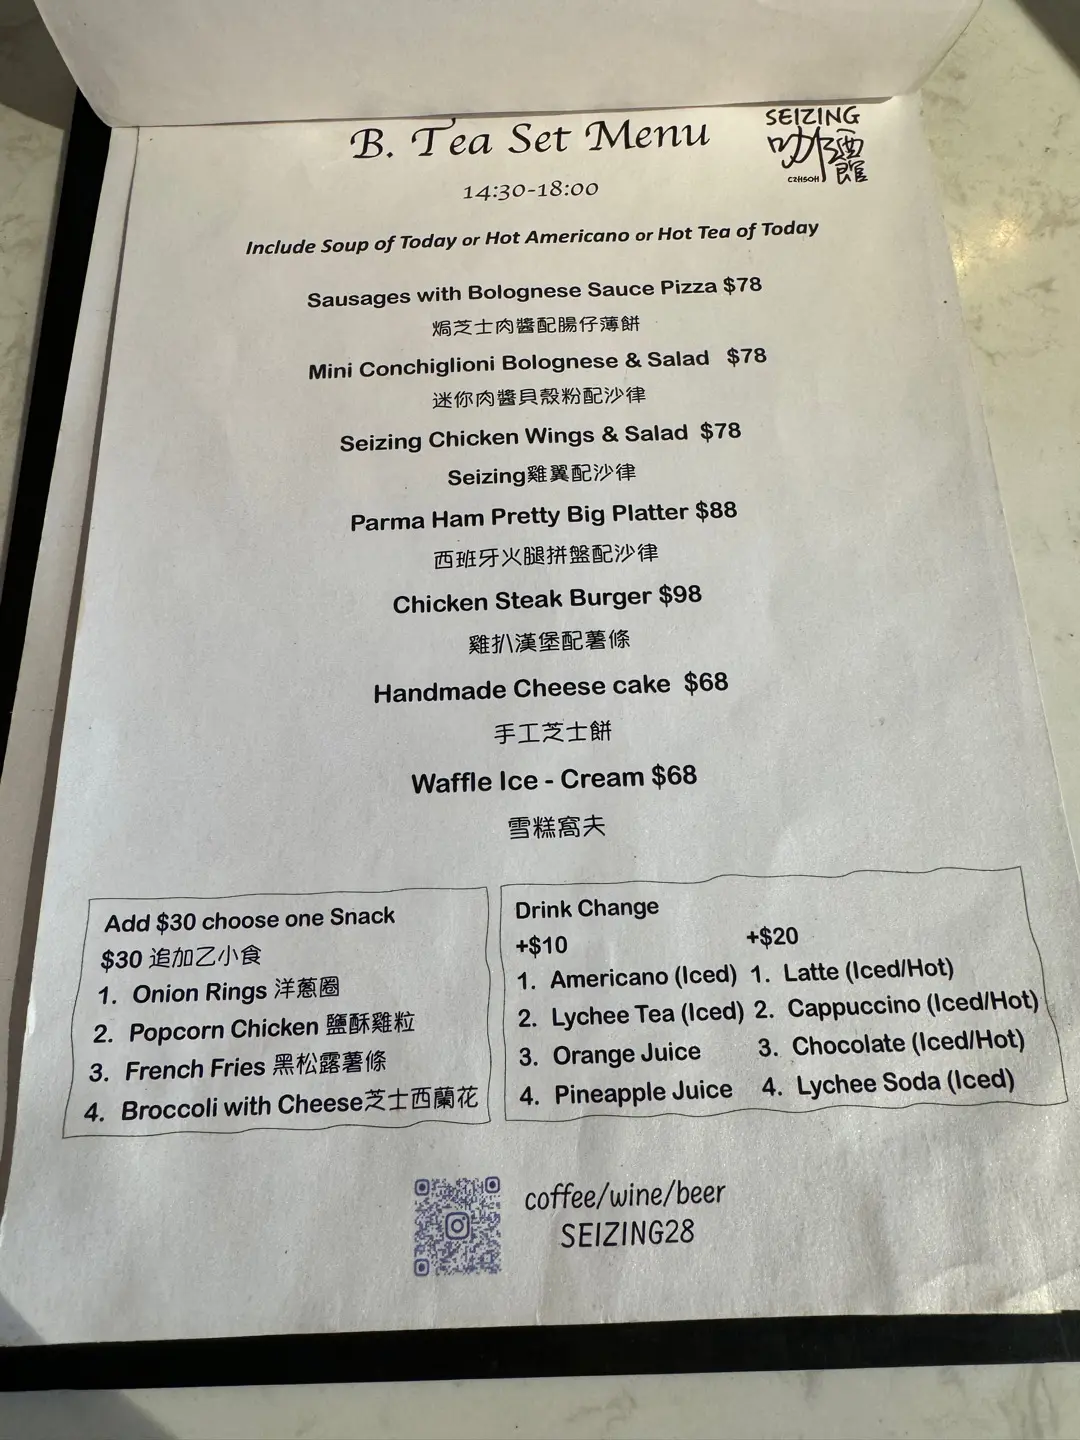 B. Tea Set Menu
SEIZING
CZHSOH
14:30-18:00
Include Soup of Today or Hot Americano or Hot Tea of Today
Sausages with Bolognese Sauce Pizza $78
焗芝士肉醬配腸仔薄餅
Mini Conchiglioni Bolognese & Salad $78
迷你肉醬貝殼粉配沙律
Seizing Chicken Wings & Salad $78
Seizing雞翼配沙律
Parma Ham Pretty Big Platter $88
西班牙火腿拼盤配沙律
Chicken Steak Burger $98
雞扒漢堡配薯條
Handmade Cheese cake $68
手工芝士餅
Waffle Ice - Cream $68
雪糕窩夫
Add $30 choose one Snack
$30 追加乙小食
1. Onion Rings 洋蔥圈
2. Popcorn Chicken 鹽酥雞粒
3. French Fries 黑松露薯條
4. Broccoli with Cheese芝士西蘭花
Drink Change
+$10
1. Americano (Iced)
2. Lychee Tea (Iced)
3. Orange Juice
4. Pineapple Juice
+$20
1. Latte (Iced/Hot)
2. Cappuccino (Iced/Hot)
3. Chocolate (Iced/Hot)
4. Lychee Soda (Iced)
coffee/wine/beer
SEIZING28